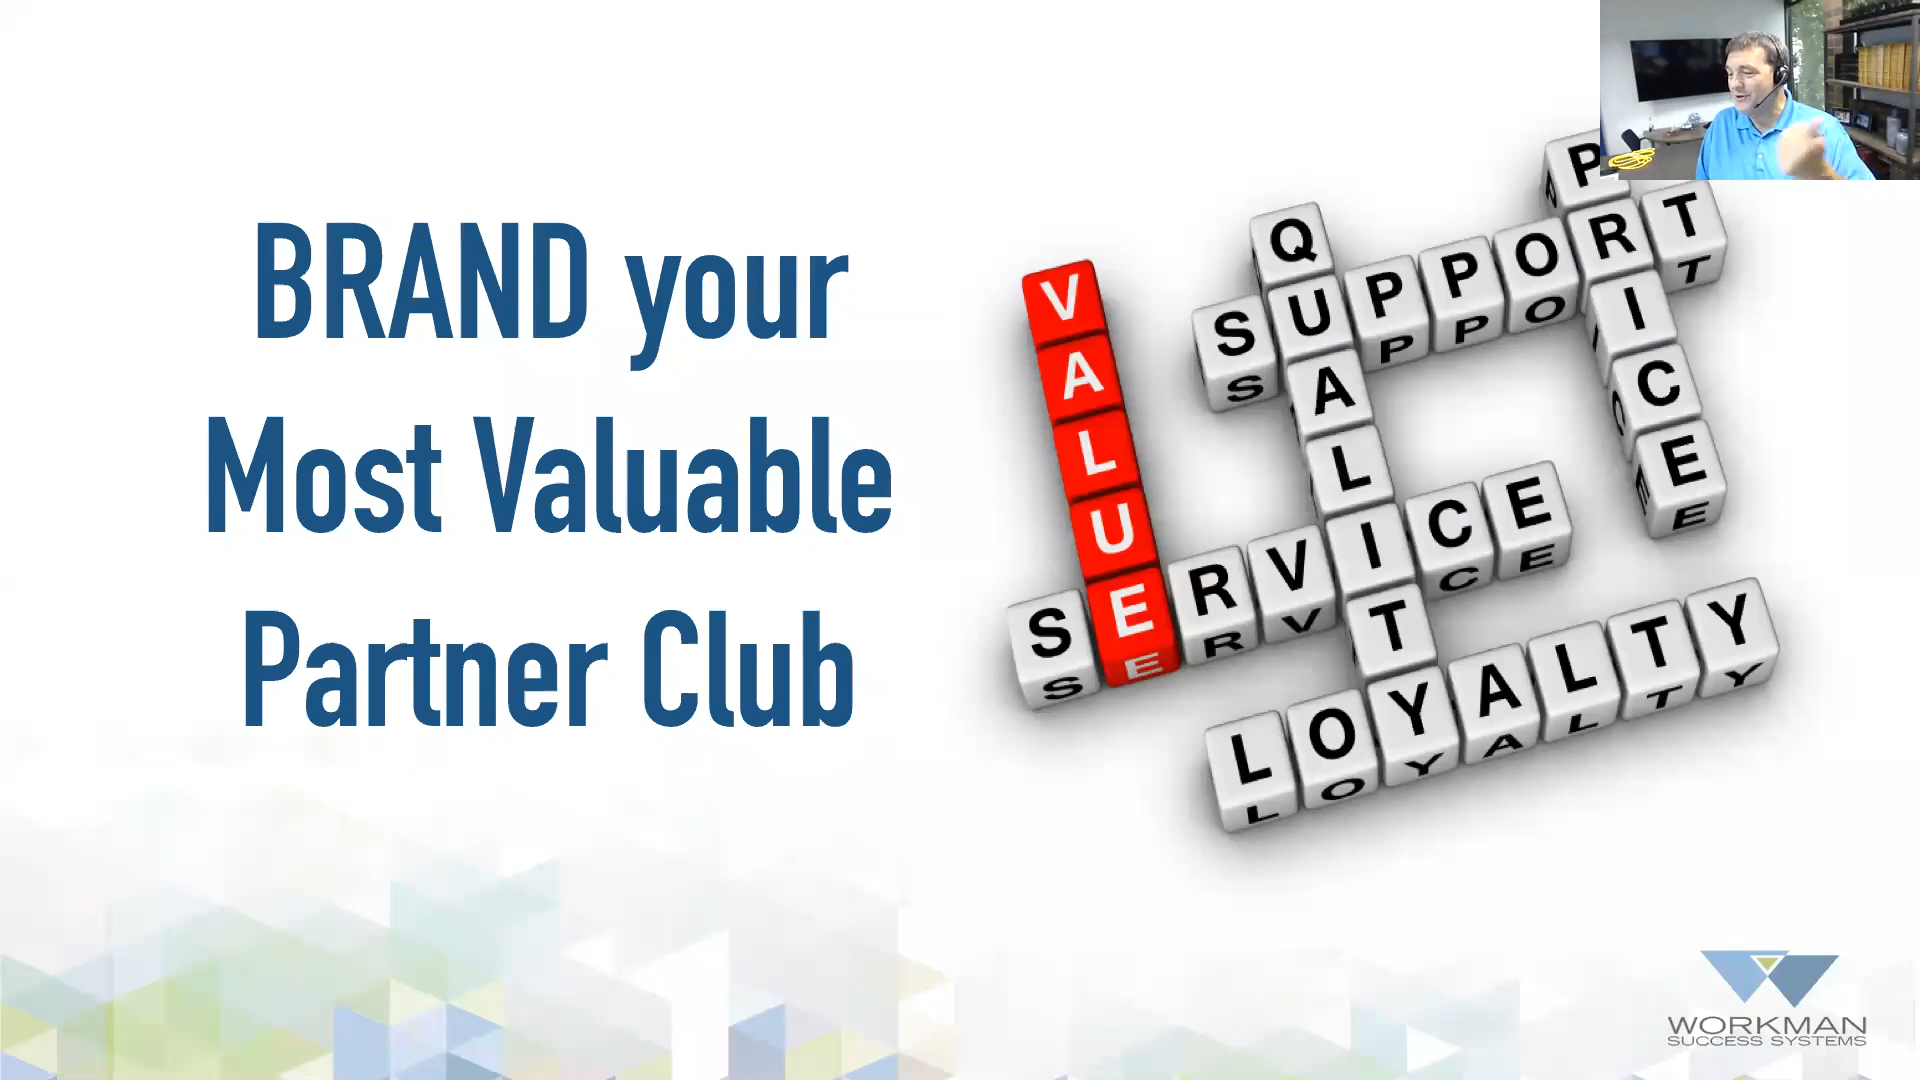 BRAND your
Most Valuable
Partner Club
VALUE
QUALITY
SUPPORT
PRICE
SERVICE
LOYALTY
WORKMAN
SUCCESS SYSTEMS